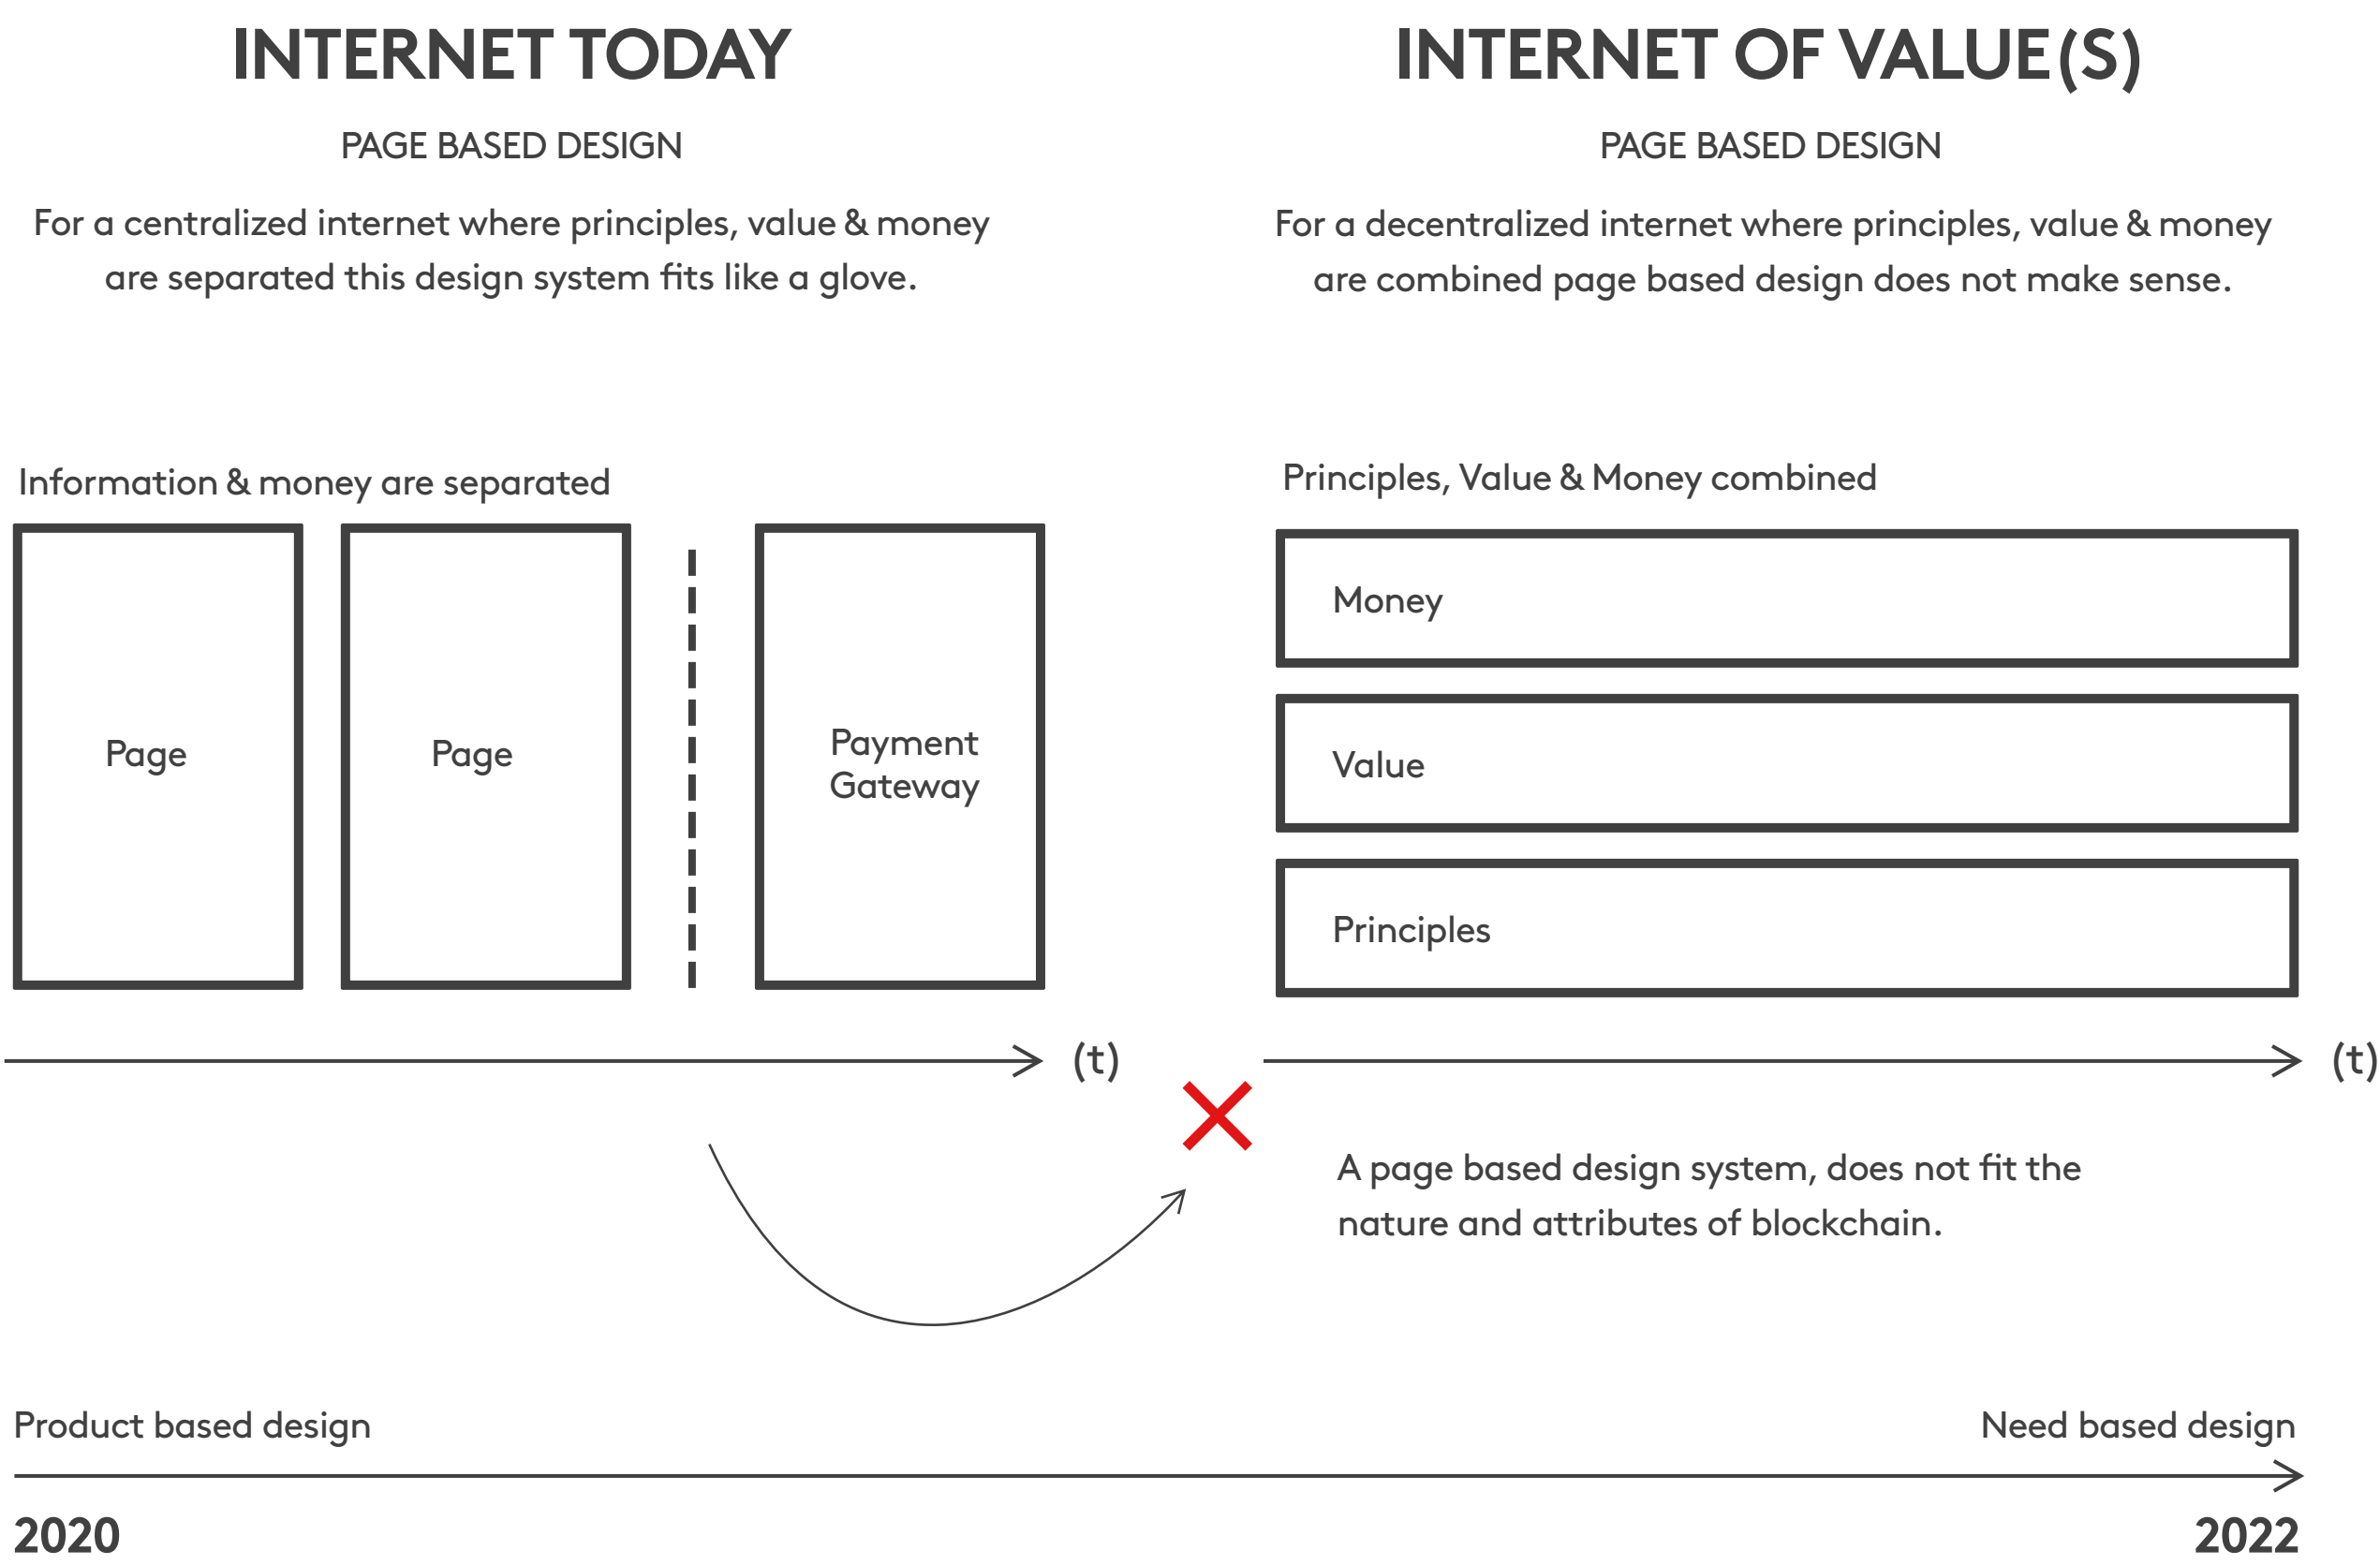 INTERNET TODAY
PAGE BASED DESIGN
For a centralized internet where principles, value & money
are separated this design system fits like a glove.
Information & money are separated
Page
Page
Payment
Gateway
(t)
INTERNET OF VALUE(S)
PAGE BASED DESIGN
For a decentralized internet where principles, value & money
are combined page based design does not make sense.
Principles, Value & Money combined
Money
Value
Principles
(t)
A page based design system, does not fit the
nature and attributes of blockchain.
Product based design
Need based design
2020
2022